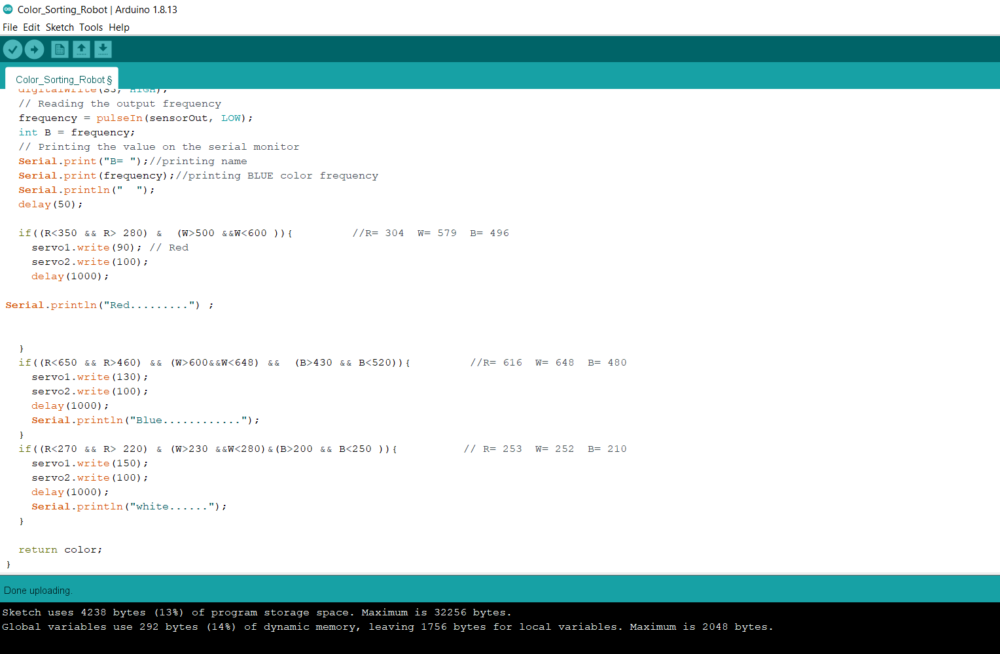 Color_Sorting_Robot | Arduino 1.8.13
File Edit Sketch Tools Help
Color_Sorting_Robot §
digitalWrite(S3, HIGH);
// Reading the output frequency
frequency = pulseIn(sensorOut, LOW);
int B = frequency;
// Printing the value on the serial monitor
Serial.print("B= ");//printing name
Serial.print(frequency);//printing BLUE color frequency
Serial.println("  ");
delay(50);
if((R<350 && R> 280) &  (W>500 &&W<600 )){         //R= 304  W= 579  B= 496
servo1.write(90); // Red
servo2.write(100);
delay(1000);
Serial.println("Red.........") ;
}
if((R<650 && R>460) && (W>600&&W<648) &&  (B>430 && B<520)){         //R= 616  W= 648  B= 480
servo1.write(130);
servo2.write(100);
delay(1000);
Serial.println("Blue............");
}
if((R<270 && R> 220) & (W>230 &&W<280)&(B>200 && B<250 )){          // R= 253  W= 252  B= 210
servo1.write(150);
servo2.write(100);
delay(1000);
Serial.println("white......");
}
return color;
}
Done uploading.
Sketch uses 4238 bytes (13%) of program storage space. Maximum is 32256 bytes.
Global variables use 292 bytes (14%) of dynamic memory, leaving 1756 bytes for local variables. Maximum is 2048 bytes.